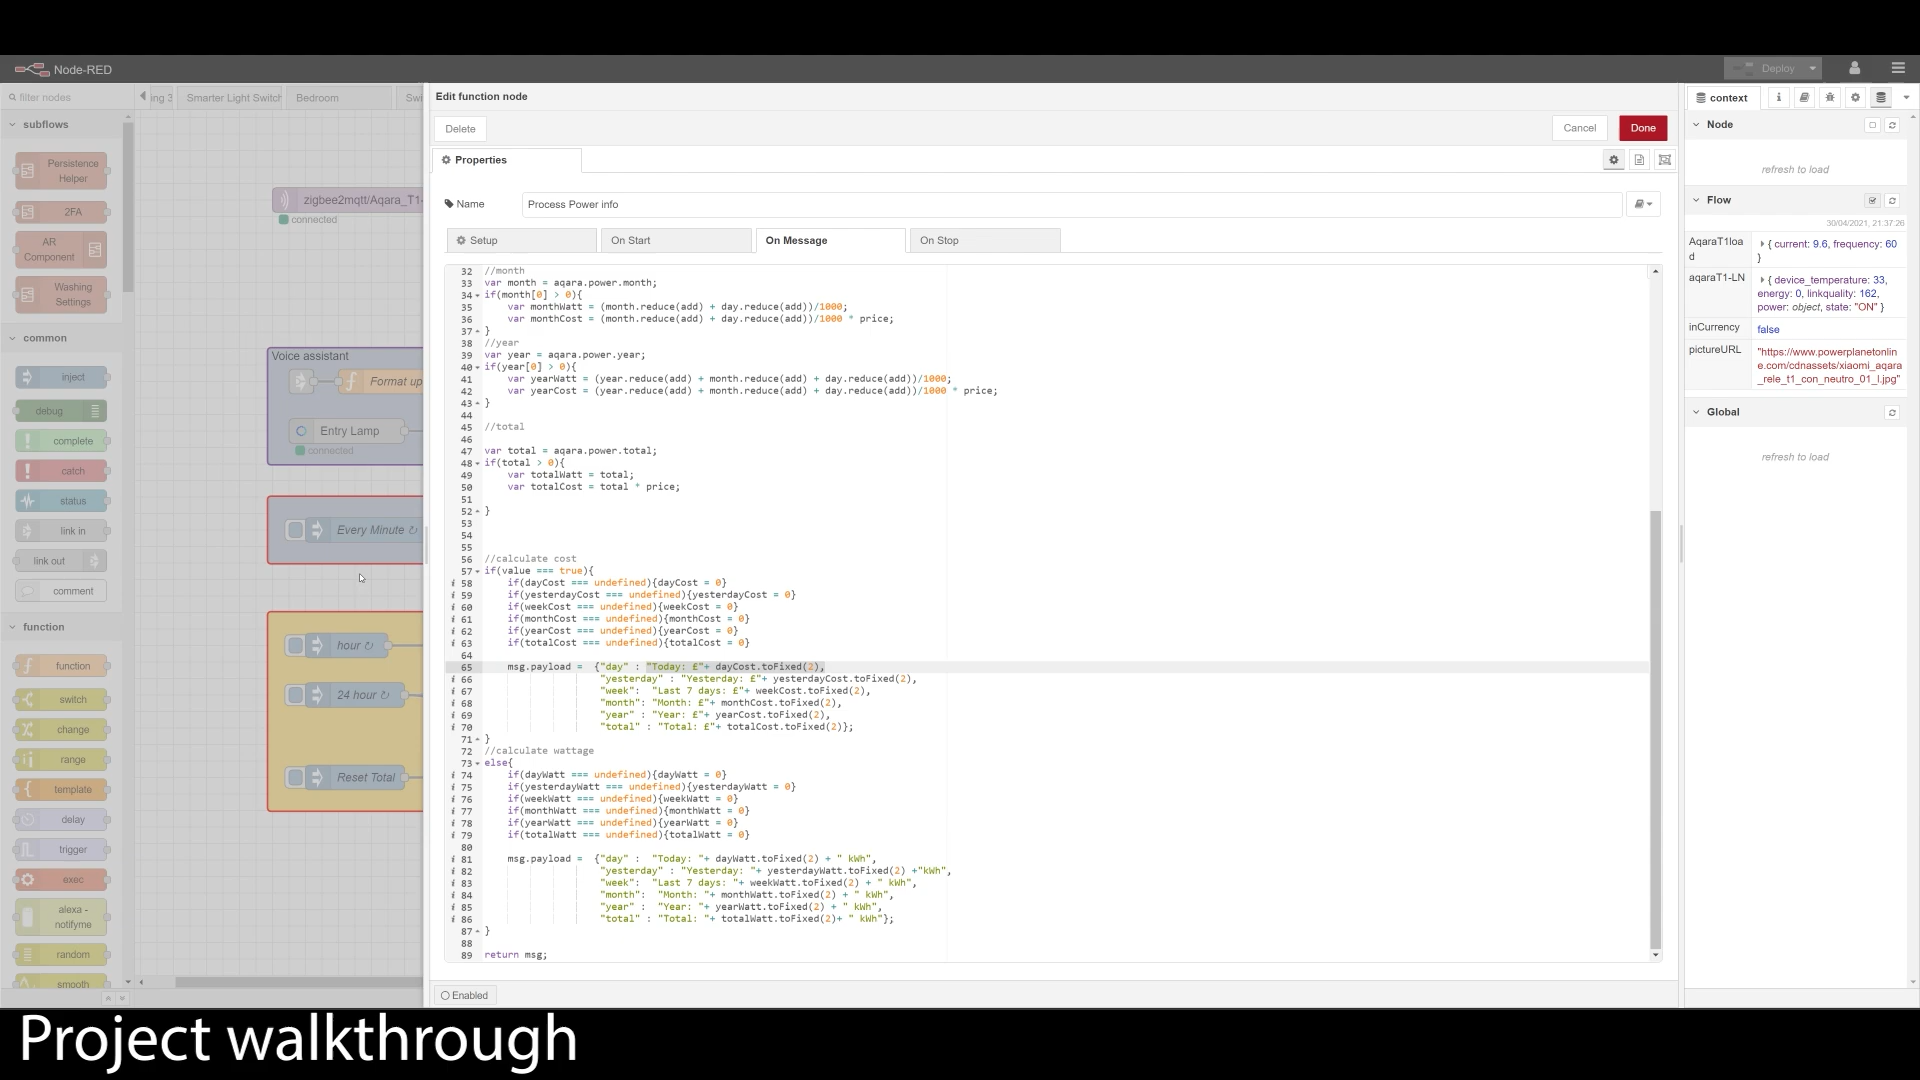 Node-RED
Deploy
filter nodes
ing 3
Smarter Light Switch
Bedroom
Edit function node
context
subflows
Delete
Cancel
Done
Node
Persistence
Helper
Properties
refresh to load
2FA
zigbee2mqtt/Aqara_T1-
connected
Name
Process Power info
Flow
30/04/2021, 21:37:26
AR
Component
Setup
On Start
On Message
On Stop
AqaraT1loa
d
{ current: 9.6, frequency: 60
}
Washing
Settings
aqaraT1-LN
{ device_temperature: 33,
energy: 0, linkquality: 162,
power: object, state: "ON" }
inCurrency
false
pictureURL
"https://www.powerplanetonlin
e.com/cdnassets/xiaomi_aqara
_rele_t1_con_neutro_01_l.jpg"
Global
refresh to load
common
inject
debug
complete
catch
status
link in
link out
comment
function
function
switch
change
range
template
delay
trigger
exec
alexa -
notifyme
random
smooth
Voice assistant
Format up
Entry Lamp
connected
Every Minute ↻
hour ↻
24 hour ↻
Reset Total
32 //month
33 var month = aqara.power.month;
34 if(month[0] > 0){
35 var monthWatt = (month.reduce(add) + day.reduce(add))/1000;
36 var monthCost = (month.reduce(add) + day.reduce(add))/1000 * price;
37 }
38 //year
39 var year = aqara.power.year;
40 if(year[0] > 0){
41 var yearWatt = (year.reduce(add) + month.reduce(add) + day.reduce(add))/1000;
42 var yearCost = (year.reduce(add) + month.reduce(add) + day.reduce(add))/1000 * price;
43 }
44
45 //total
46
47 var total = aqara.power.total;
48 if(total > 0){
49 var totalWatt = total;
50 var totalCost = total * price;
51
52 }
53
54
55
56 //calculate cost
57 if(value === true){
i 58 if(dayCost === undefined){dayCost = 0}
i 59 if(yesterdayCost === undefined){yesterdayCost = 0}
i 60 if(weekCost === undefined){weekCost = 0}
i 61 if(monthCost === undefined){monthCost = 0}
i 62 if(yearCost === undefined){yearCost = 0}
i 63 if(totalCost === undefined){totalCost = 0}
64
i 65 msg.payload = {"day" : "Today: £"+ dayCost.toFixed(2),
i 66 "yesterday" : "Yesterday: £"+ yesterdayCost.toFixed(2),
i 67 "week": "Last 7 days: £"+ weekCost.toFixed(2),
i 68 "month": "Month: £"+ monthCost.toFixed(2),
i 69 "year" : "Year: £"+ yearCost.toFixed(2),
i 70 "total" : "Total: £"+ totalCost.toFixed(2)};
71 }
72 //calculate wattage
73 else{
i 74 if(dayWatt === undefined){dayWatt = 0}
i 75 if(yesterdayWatt === undefined){yesterdayWatt = 0}
i 76 if(weekWatt === undefined){weekWatt = 0}
i 77 if(monthWatt === undefined){monthWatt = 0}
i 78 if(yearWatt === undefined){yearWatt = 0}
i 79 if(totalWatt === undefined){totalWatt = 0}
80
i 81 msg.payload = {"day" : "Today: "+ dayWatt.toFixed(2) + " kWh",
i 82 "yesterday" : "Yesterday: "+ yesterdayWatt.toFixed(2) +"kWh",
i 83 "week": "Last 7 days: "+ weekWatt.toFixed(2) + " kWh",
i 84 "month": "Month: "+ monthWatt.toFixed(2) + " kWh",
i 85 "year" : "Year: "+ yearWatt.toFixed(2) + " kWh",
i 86 "total" : "Total: "+ totalWatt.toFixed(2)+ " kWh"};
87 }
88
89 return msg;
Enabled
Project walkthrough